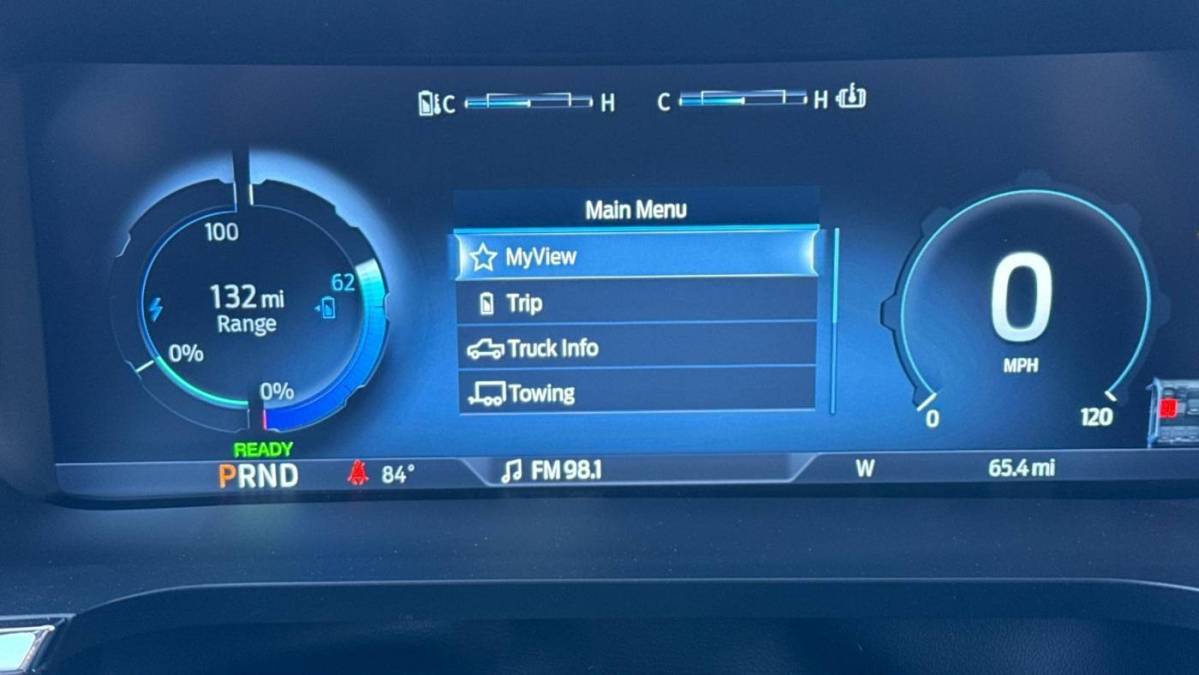 C H
C H
Main Menu
MyView
Trip
Truck Info
Towing
100
132 mi
Range
62
0%
0%
READY
PRND
84°
FM 98.1
W
65.4 mi
0
MPH
0
120